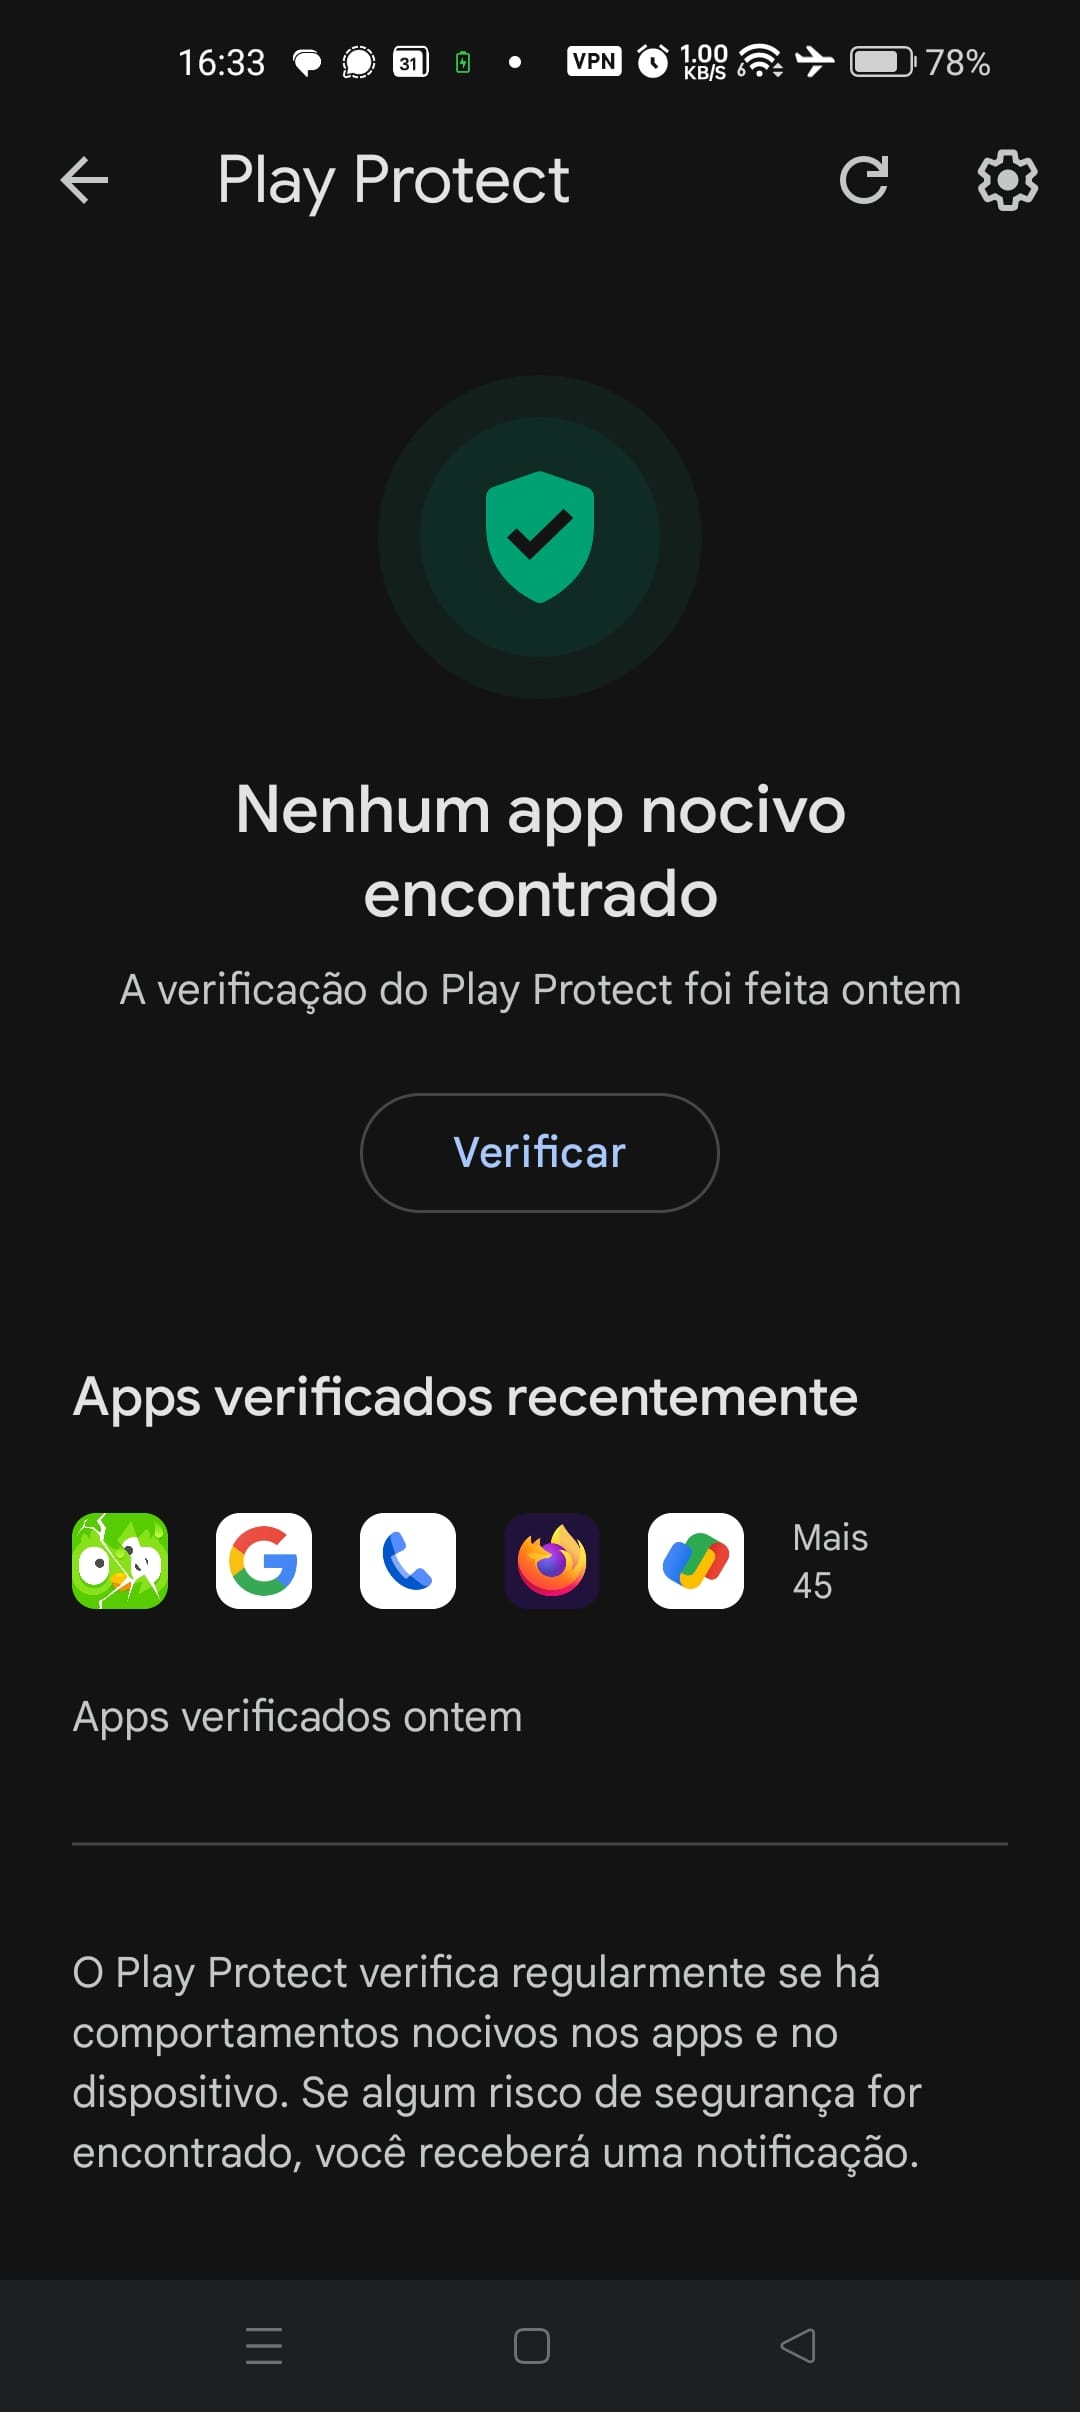 16:33 31 VPN 1.00 KB/S 6 78%
Play Protect
Nenhum app nocivo
encontrado
A verificação do Play Protect foi feita ontem
Verificar
Apps verificados recentemente
Mais
45
Apps verificados ontem
O Play Protect verifica regularmente se há
comportamentos nocivos nos apps e no
dispositivo. Se algum risco de segurança for
encontrado, você receberá uma notificação.